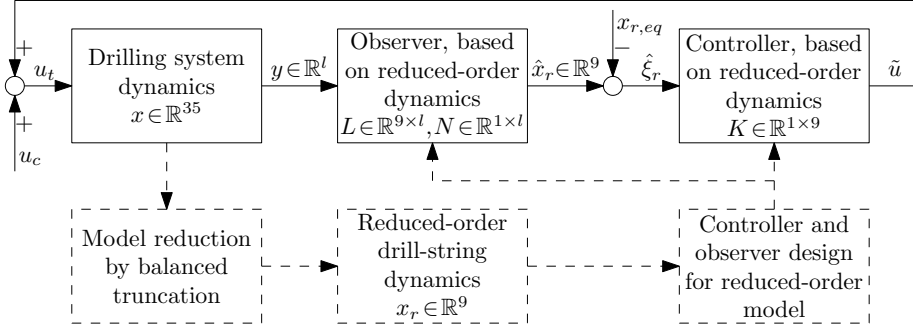 +
u_t
+
u_c
Drilling system
dynamics
x ∈ ℝ^{35}
y ∈ ℝ^l
Observer, based
on reduced-order
dynamics
L ∈ ℝ^{9×l}, N ∈ ℝ^{1×l}
x̂_r ∈ ℝ^9
x_{r,eq}
−
ξ̂_r
Controller, based
on reduced-order
dynamics
K ∈ ℝ^{1×9}
ũ
Model reduction
by balanced
truncation
Reduced-order
drill-string
dynamics
x_r ∈ ℝ^9
Controller and
observer design
for reduced-order
model